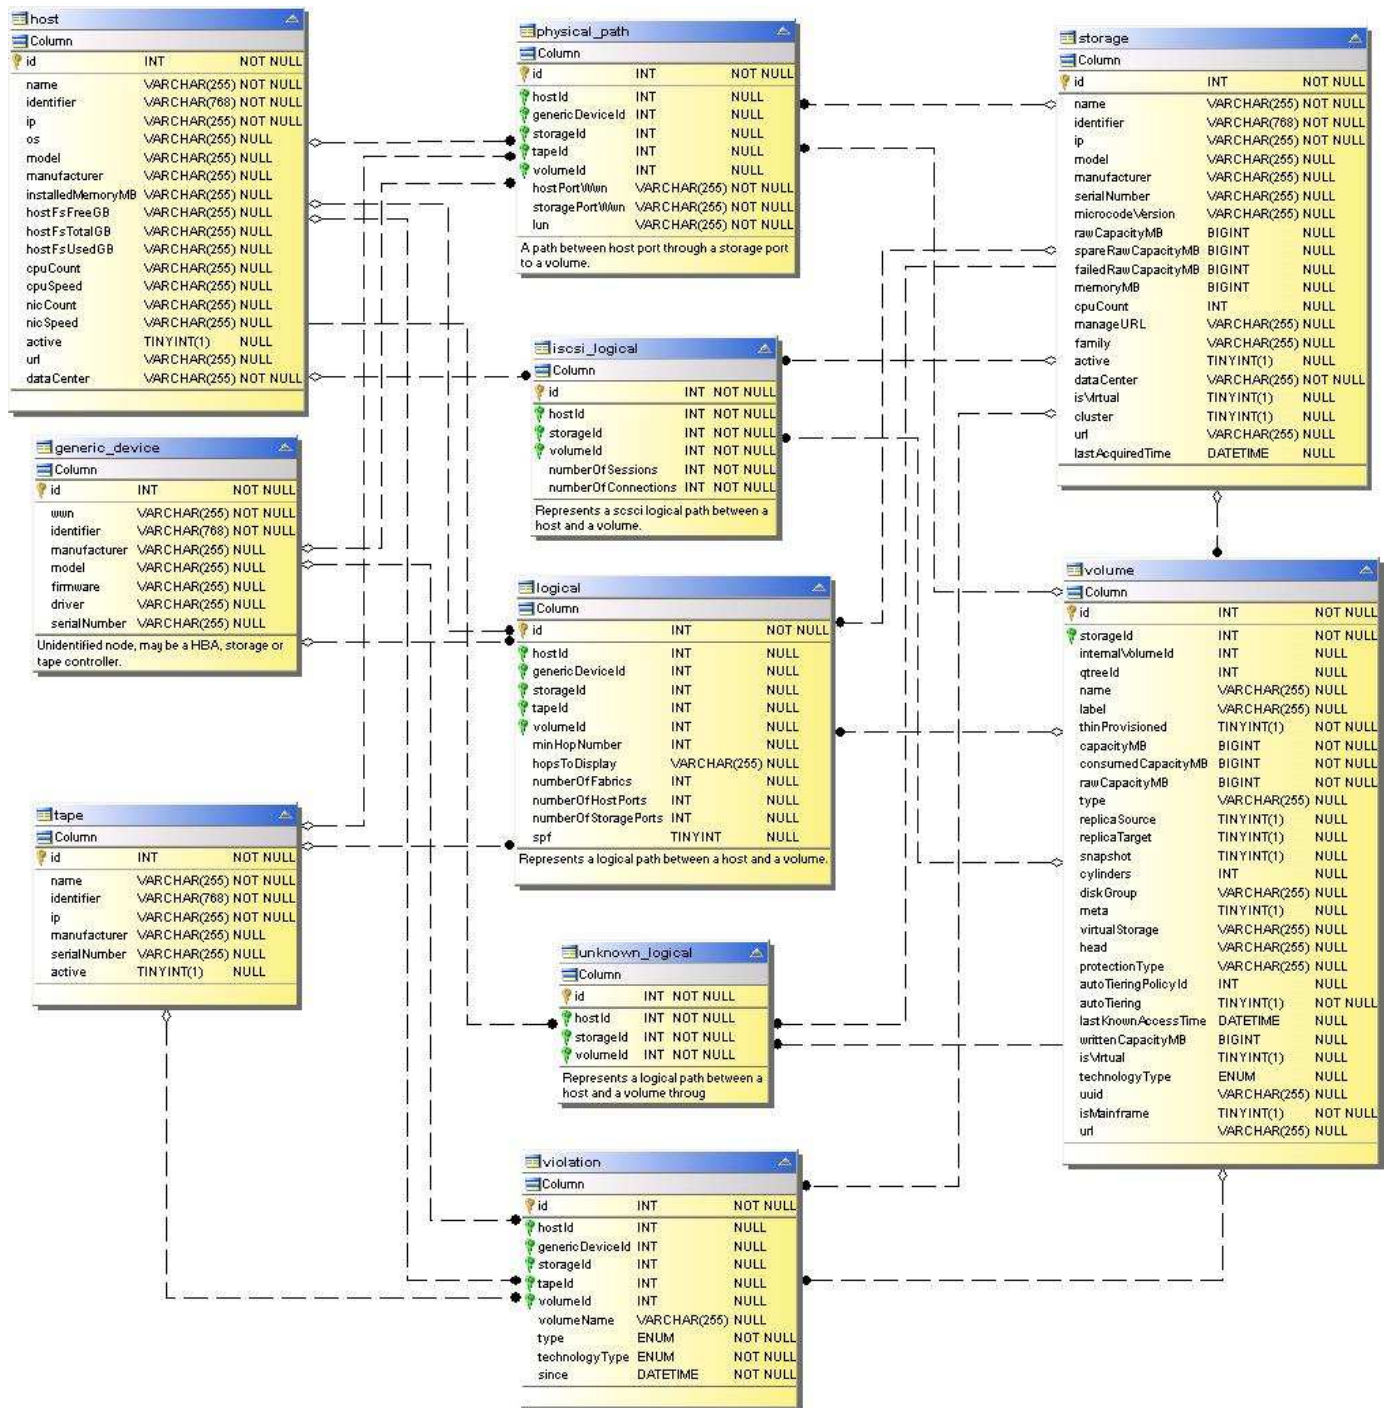 host
Column
id INT NOT NULL
name VARCHAR(255) NOT NULL
identifier VARCHAR(768) NOT NULL
ip VARCHAR(255) NOT NULL
os VARCHAR(255) NULL
model VARCHAR(255) NULL
manufacturer VARCHAR(255) NULL
installedMemoryMB VARCHAR(255) NULL
hostFsFreeGB VARCHAR(255) NULL
hostFsTotalGB VARCHAR(255) NULL
hostFsUsedGB VARCHAR(255) NULL
cpuCount VARCHAR(255) NULL
cpuSpeed VARCHAR(255) NULL
nicCount VARCHAR(255) NULL
nicSpeed VARCHAR(255) NULL
active TINYINT(1) NULL
url VARCHAR(255) NULL
dataCenter VARCHAR(255) NOT NULL
generic_device
Column
id INT NOT NULL
wwn VARCHAR(255) NOT NULL
identifier VARCHAR(768) NOT NULL
manufacturer VARCHAR(255) NULL
model VARCHAR(255) NULL
firmware VARCHAR(255) NULL
driver VARCHAR(255) NULL
serialNumber VARCHAR(255) NULL
Unidentified node, may be a HBA, storage or
tape controller.
tape
Column
id INT NOT NULL
name VARCHAR(255) NOT NULL
identifier VARCHAR(768) NOT NULL
ip VARCHAR(255) NOT NULL
manufacturer VARCHAR(255) NULL
serialNumber VARCHAR(255) NULL
active TINYINT(1) NULL
physical_path
Column
id INT NOT NULL
hostId INT NULL
genericDeviceId INT NULL
storageId INT NULL
tapeId INT NULL
volumeId INT NULL
hostPortWwn VARCHAR(255) NOT NULL
storagePortWwn VARCHAR(255) NOT NULL
lun VARCHAR(255) NOT NULL
A path between host port through a storage port
to a volume.
iscsi_logical
Column
id INT NOT NULL
hostId INT NOT NULL
storageId INT NOT NULL
volumeId INT NOT NULL
numberOfSessions INT NOT NULL
numberOfConnections INT NOT NULL
Represents a scsci logical path between a
host and a volume.
logical
Column
id INT NOT NULL
hostId INT NULL
genericDeviceId INT NULL
storageId INT NULL
tapeId INT NULL
volumeId INT NULL
minHopNumber INT NULL
hopsToDisplay VARCHAR(255) NULL
numberOfFabrics INT NULL
numberOfHostPorts INT NULL
numberOfStoragePorts INT NULL
spf TINYINT NULL
Represents a logical path between a host and a volume.
unknown_logical
Column
id INT NOT NULL
hostId INT NOT NULL
storageId INT NOT NULL
volumeId INT NOT NULL
Represents a logical path between a
host and a volume throug
violation
Column
id INT NOT NULL
hostId INT NULL
genericDeviceId INT NULL
storageId INT NULL
tapeId INT NULL
volumeId INT NULL
volumeName VARCHAR(255) NULL
type ENUM NOT NULL
technologyType ENUM NOT NULL
since DATETIME NOT NULL
storage
Column
id INT NOT NULL
name VARCHAR(255) NOT NULL
identifier VARCHAR(768) NOT NULL
ip VARCHAR(255) NOT NULL
model VARCHAR(255) NULL
manufacturer VARCHAR(255) NULL
serialNumber VARCHAR(255) NULL
microcodeVersion VARCHAR(255) NULL
rawCapacityMB BIGINT NULL
spareRawCapacityMB BIGINT NULL
failedRawCapacityMB BIGINT NULL
memoryMB BIGINT NULL
cpuCount INT NULL
manageURL VARCHAR(255) NULL
family VARCHAR(255) NULL
active TINYINT(1) NULL
dataCenter VARCHAR(255) NOT NULL
isVirtual TINYINT(1) NULL
cluster TINYINT(1) NULL
url VARCHAR(255) NULL
lastAcquiredTime DATETIME NULL
volume
Column
id INT NOT NULL
storageId INT NOT NULL
internalVolumeId INT NULL
qtreeId INT NULL
name VARCHAR(255) NULL
label VARCHAR(255) NULL
thinProvisioned TINYINT(1) NOT NULL
capacityMB BIGINT NOT NULL
consumedCapacityMB BIGINT NOT NULL
rawCapacityMB BIGINT NOT NULL
type VARCHAR(255) NULL
replicaSource TINYINT(1) NULL
replicaTarget TINYINT(1) NULL
snapshot TINYINT(1) NULL
cylinders INT NULL
diskGroup VARCHAR(255) NULL
meta TINYINT(1) NULL
virtualStorage VARCHAR(255) NULL
head VARCHAR(255) NULL
protectionType VARCHAR(255) NULL
autoTieringPolicyId INT NULL
autoTiering TINYINT(1) NOT NULL
lastKnownAccessTime DATETIME NULL
writtenCapacityMB BIGINT NULL
isVirtual TINYINT(1) NULL
technologyType ENUM NULL
uuid VARCHAR(255) NULL
isMainframe TINYINT(1) NOT NULL
url VARCHAR(255) NULL